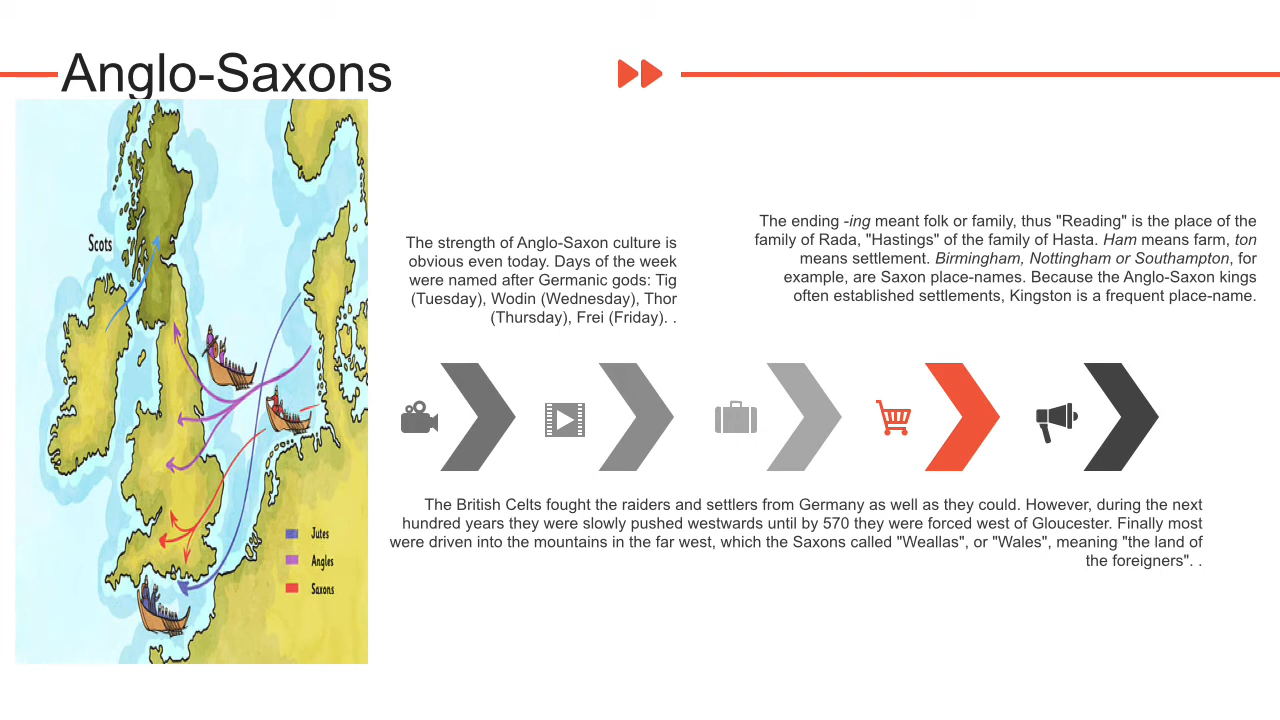 Anglo-Saxons
Scots
Jutes
Angles
Saxons
The strength of Anglo-Saxon culture is
obvious even today. Days of the week
were named after Germanic gods: Tig
(Tuesday), Wodin (Wednesday), Thor
(Thursday), Frei (Friday). .
The ending -ing meant folk or family, thus "Reading" is the place of the
family of Rada, "Hastings" of the family of Hasta. Ham means farm, ton
means settlement. Birmingham, Nottingham or Southampton, for
example, are Saxon place-names. Because the Anglo-Saxon kings
often established settlements, Kingston is a frequent place-name.
The British Celts fought the raiders and settlers from Germany as well as they could. However, during the next
hundred years they were slowly pushed westwards until by 570 they were forced west of Gloucester. Finally most
were driven into the mountains in the far west, which the Saxons called "Weallas", or "Wales", meaning "the land of
the foreigners". .